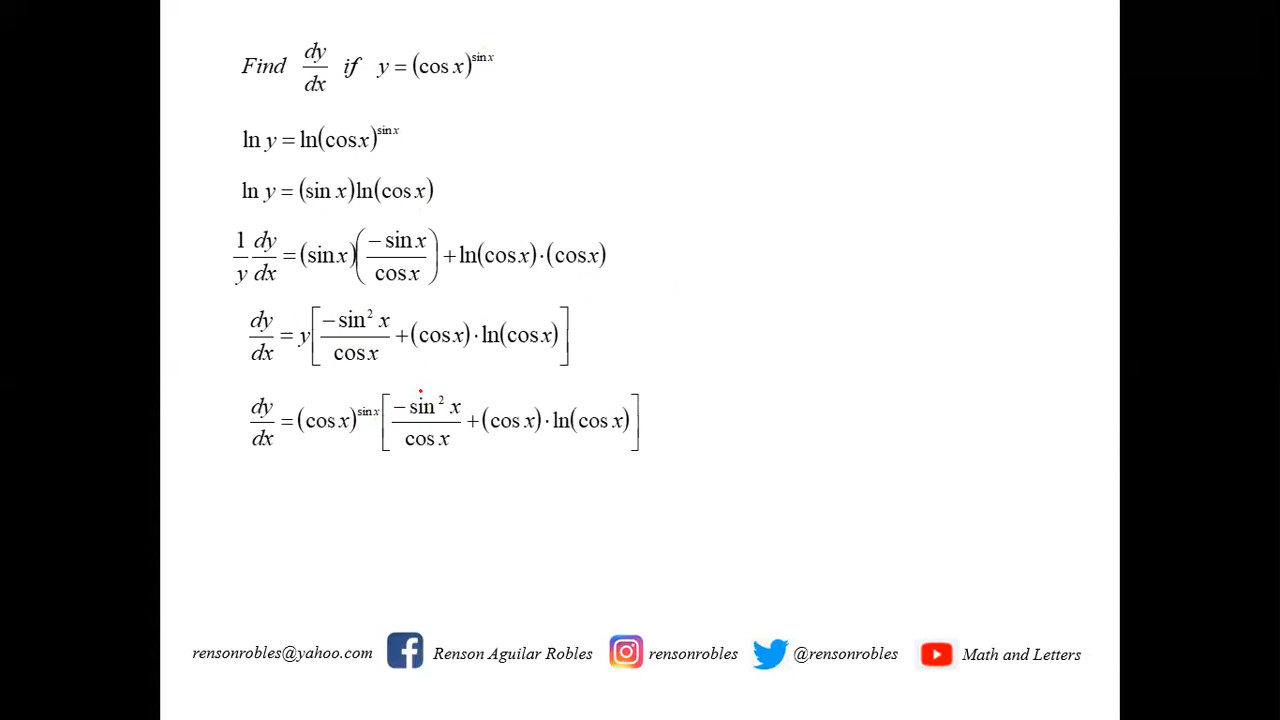 Find dy/dx if y = (cos x)^sin x
ln y = ln(cos x)^sin x
ln y = (sin x)ln(cos x)
1/y dy/dx = (sin x)(−sin x/cos x) + ln(cos x)·(cos x)
dy/dx = y[−sin² x/cos x + (cos x)·ln(cos x)]
dy/dx = (cos x)^sin x [−sin² x/cos x + (cos x)·ln(cos x)]
rensonrobles@yahoo.com Renson Aguilar Robles rensonrobles @rensonrobles Math and Letters